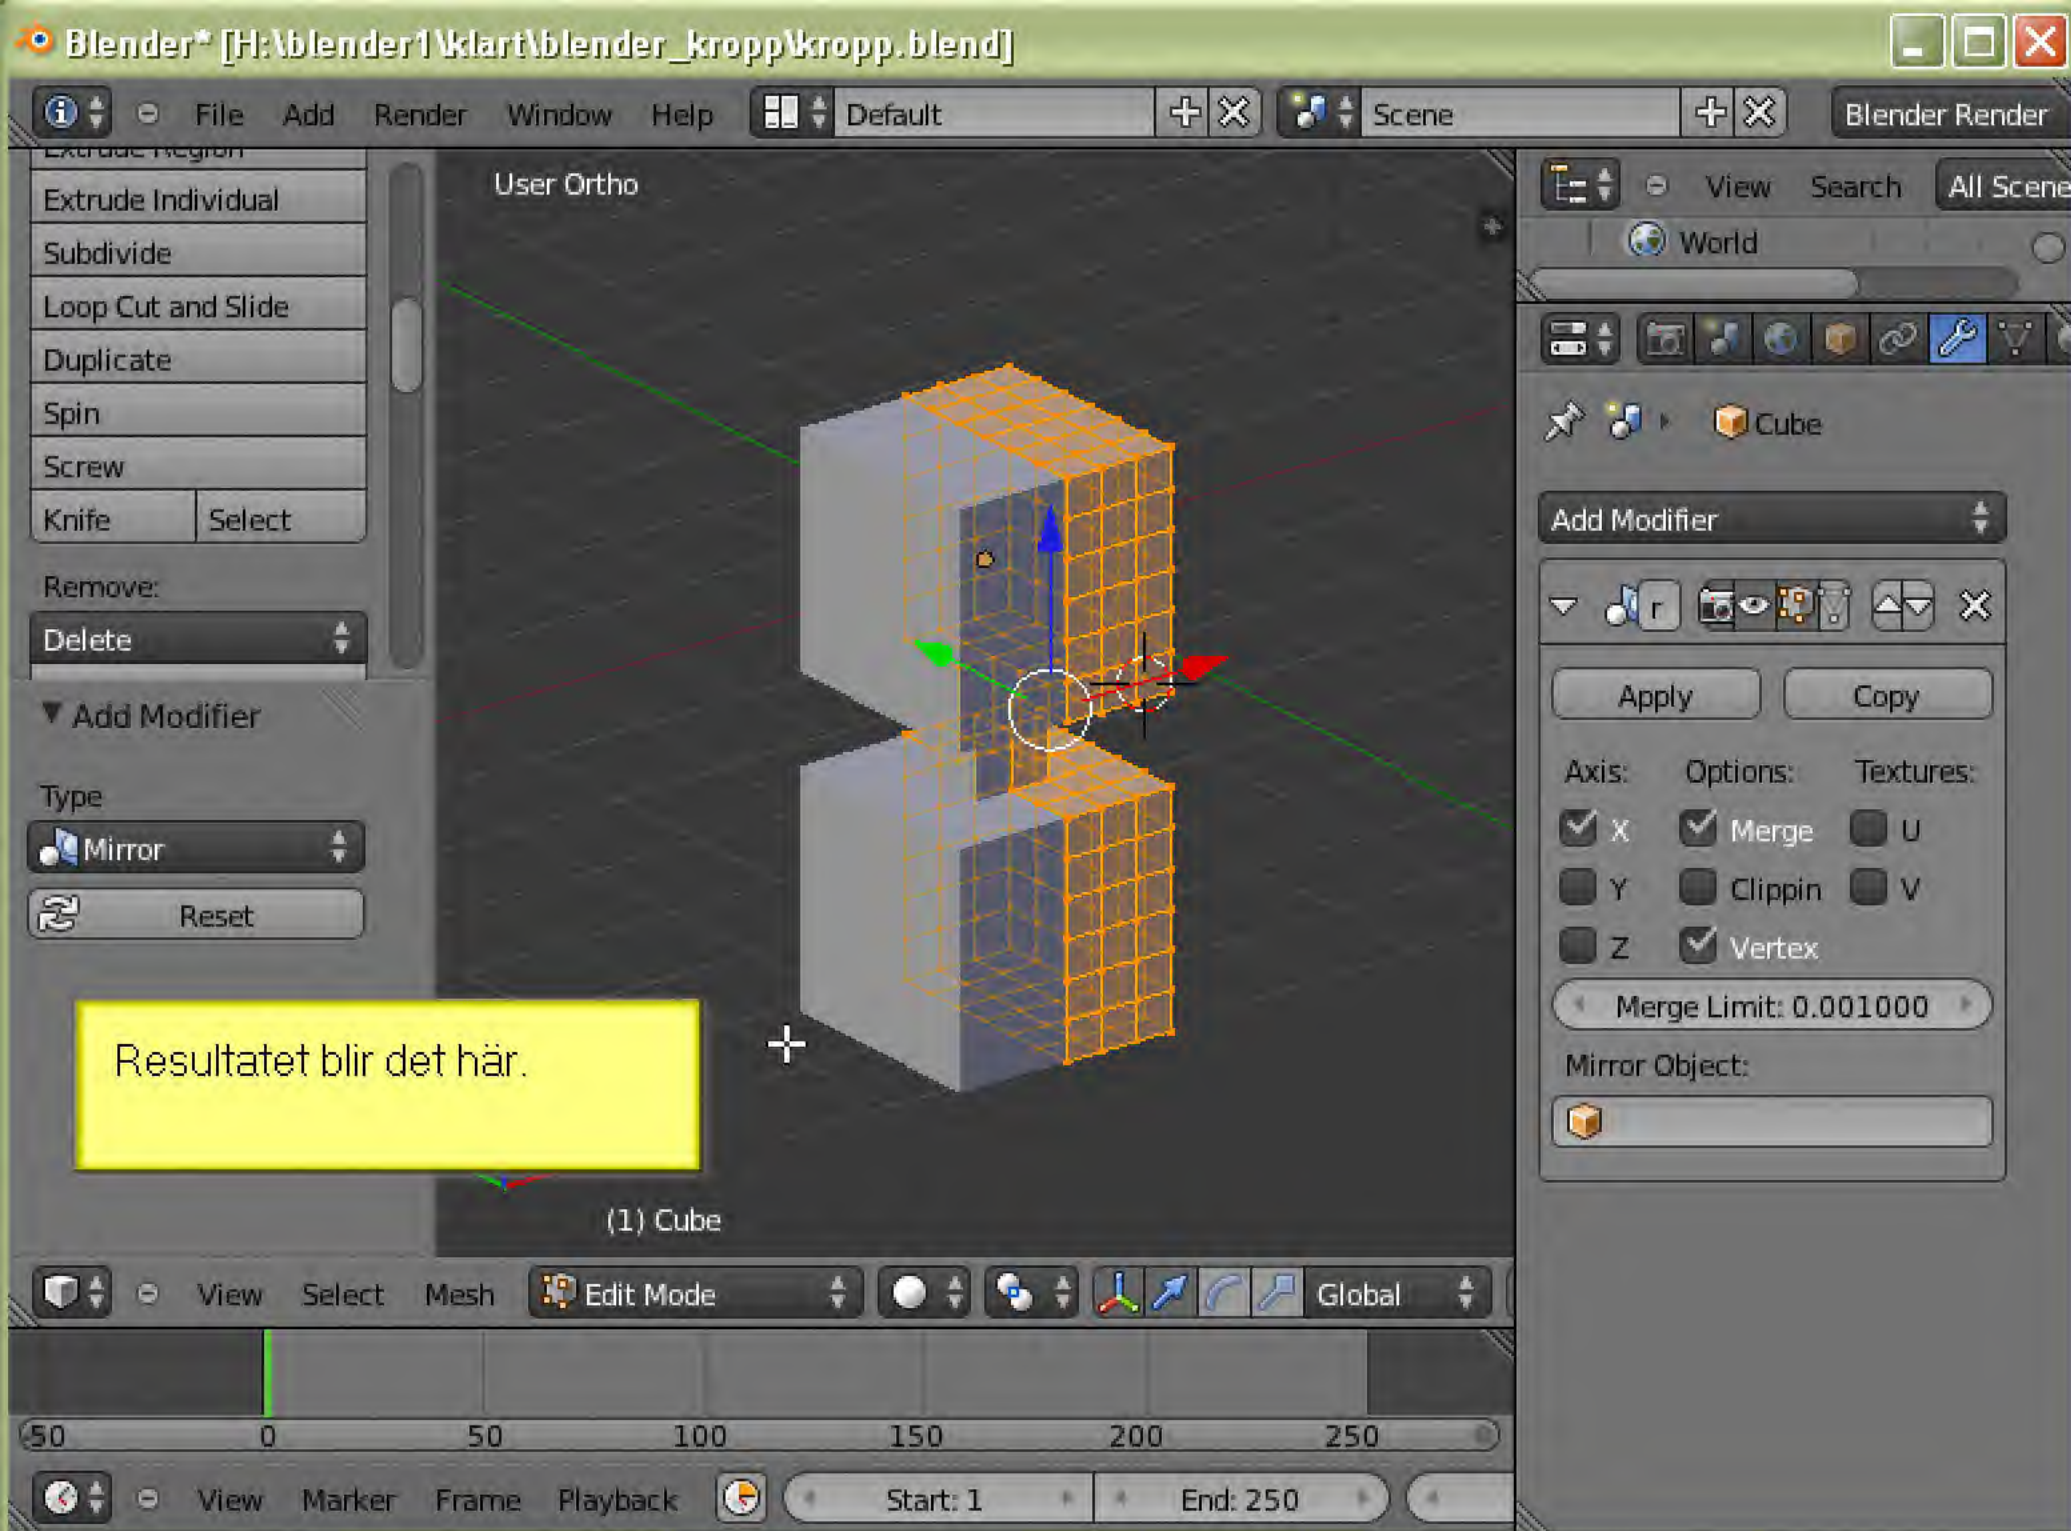 Blender* [H:\blender1\klart\blender_kropp\kropp.blend]
File Add Render Window Help Default Scene Blender Render
Extrude Region
Extrude Individual
Subdivide
Loop Cut and Slide
Duplicate
Spin
Screw
Knife Select
Remove:
Delete
Add Modifier
Type
Mirror
Reset
Resultatet blir det här.
User Ortho
(1) Cube
View Search All Scene
World
Cube
Add Modifier
r
Apply Copy
Axis: Options: Textures:
X Merge U
Y Clippin V
Z Vertex
Merge Limit: 0.001000
Mirror Object:
View Select Mesh Edit Mode Global
-50 0 50 100 150 200 250
View Marker Frame Playback Start: 1 End: 250